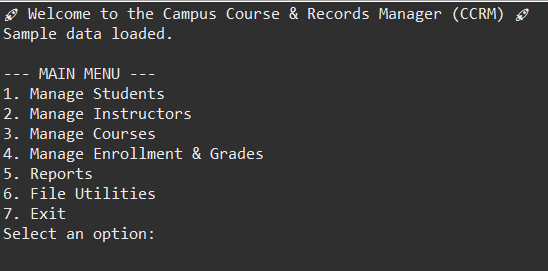 🚀 Welcome to the Campus Course & Records Manager (CCRM) 🚀
Sample data loaded.

--- MAIN MENU ---
1. Manage Students
2. Manage Instructors
3. Manage Courses
4. Manage Enrollment & Grades
5. Reports
6. File Utilities
7. Exit
Select an option: